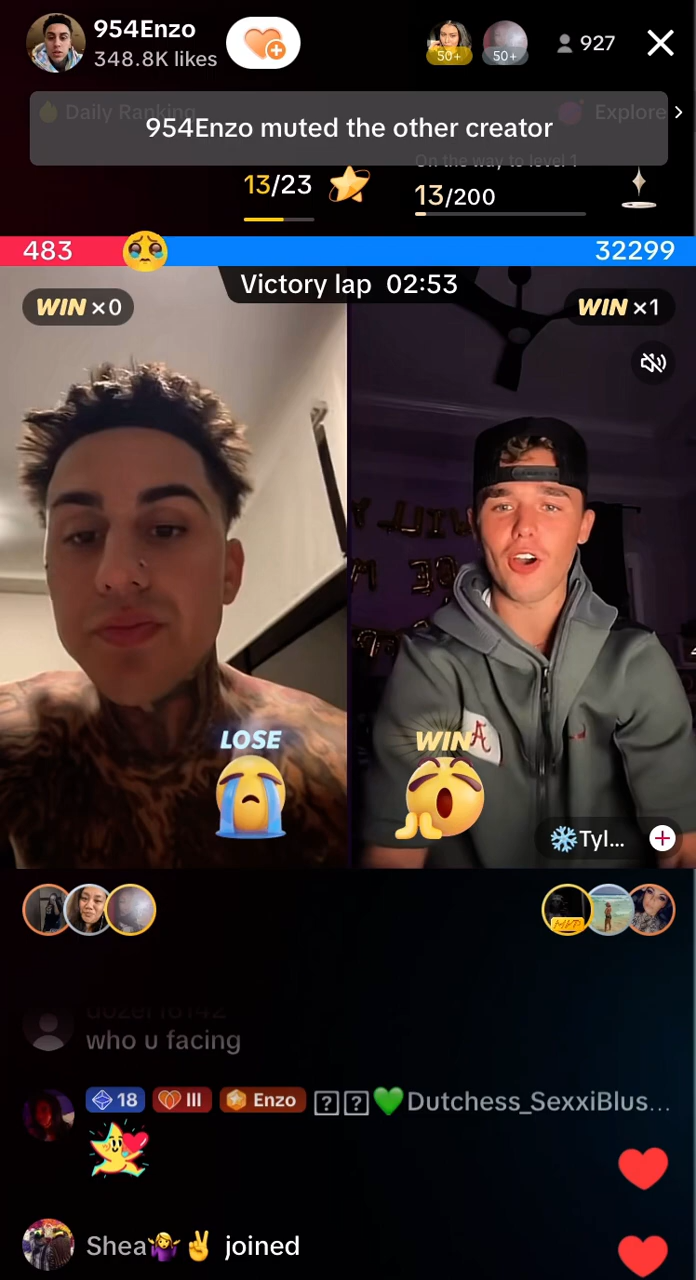 954Enzo
348.8K likes
50+
50+
927
Daily Ranking
Explore
954Enzo muted the other creator
On the way to level 1
13/23
13/200
483
32299
Victory lap 02:53
WIN ×0
WIN ×1
LOSE
WIN
A
❄️Tyl...
who u facing
18
III
Enzo
💚Dutchess_SexxiBlus...
Shea🤷‍♀️✌️ joined